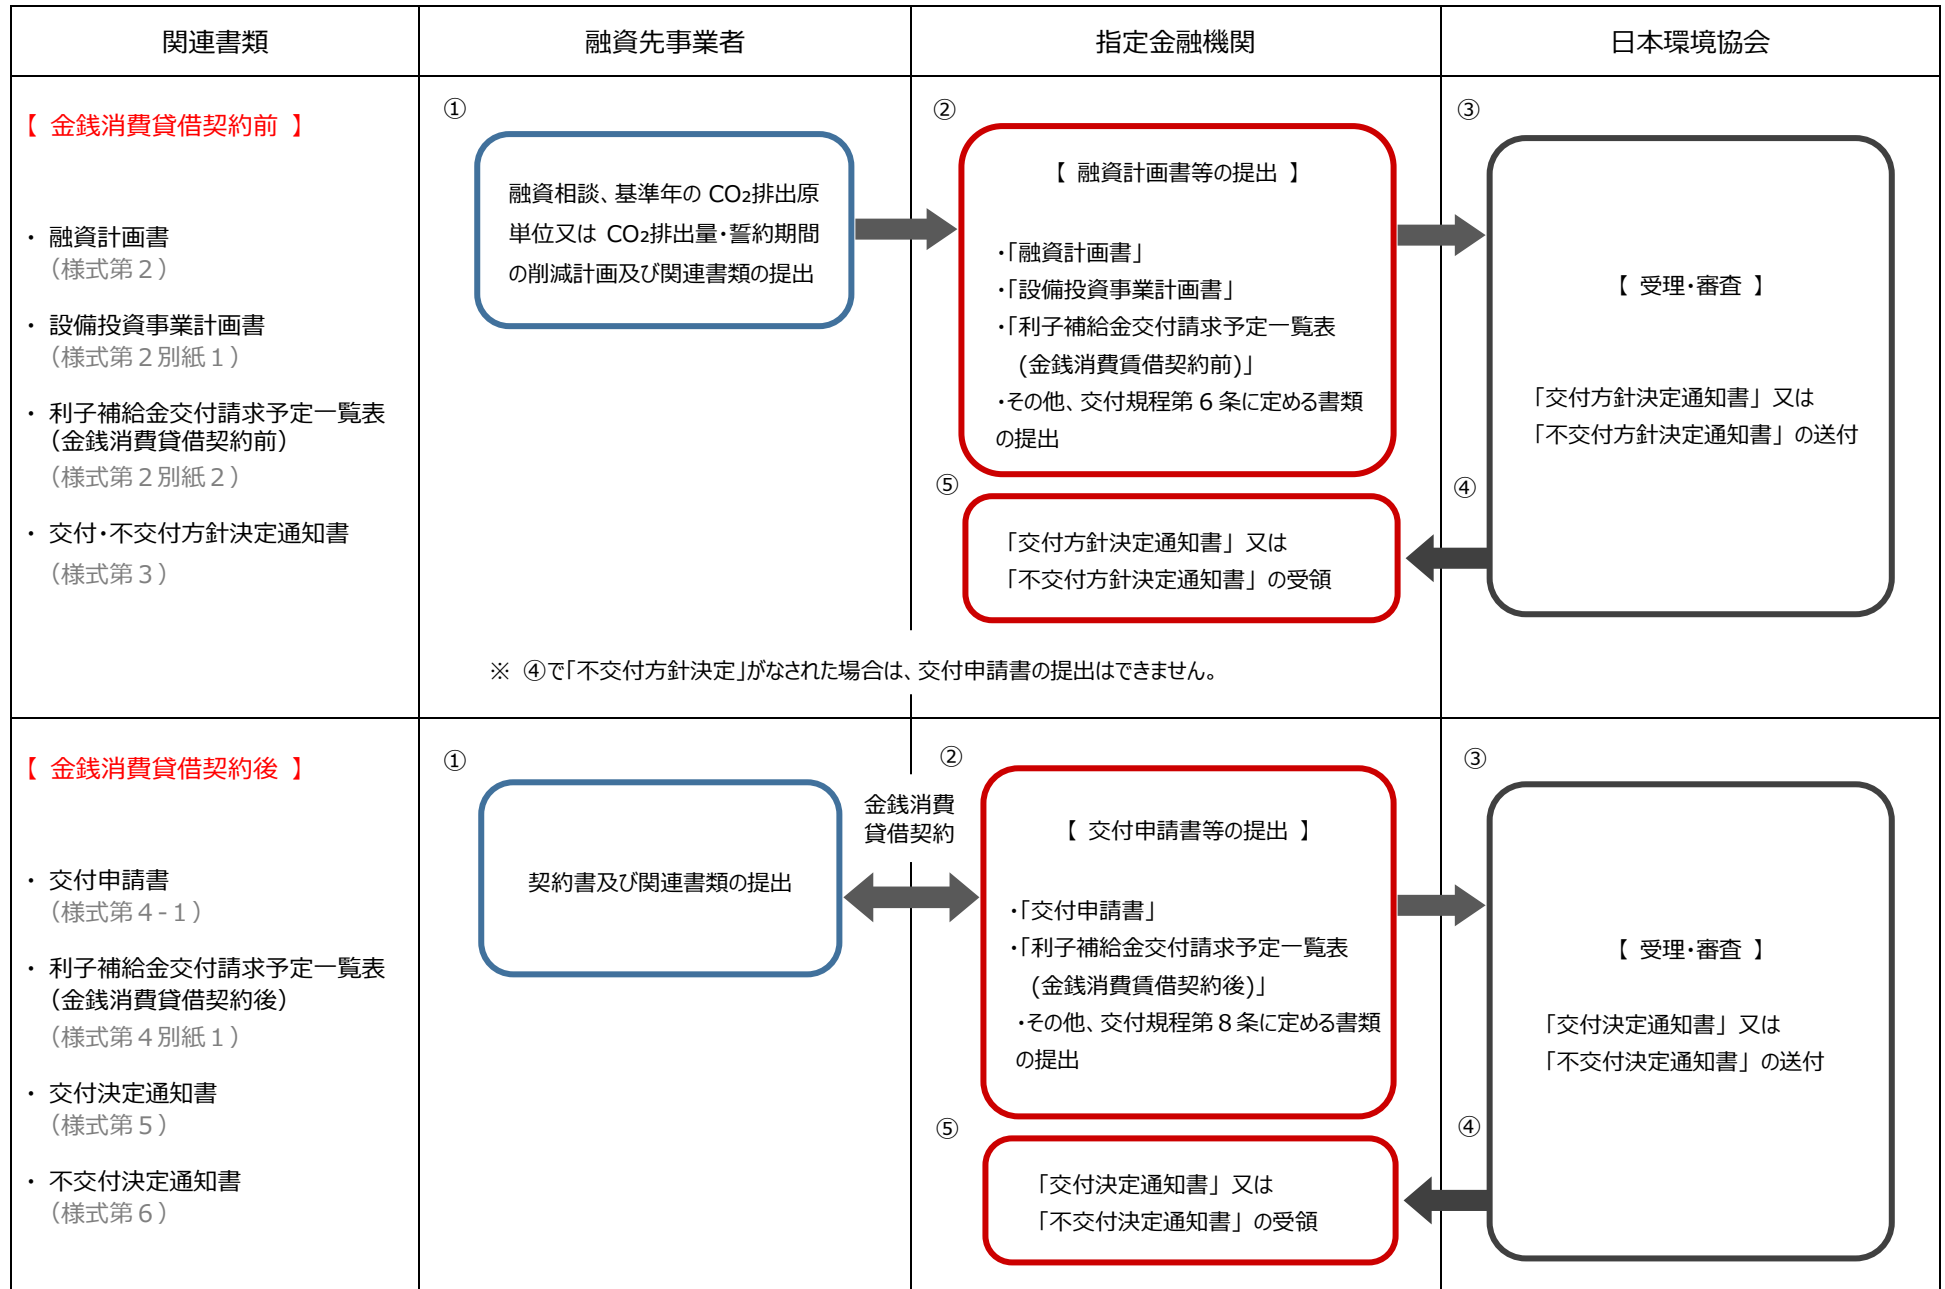 関連書類
融資先事業者
指定金融機関
日本環境協会
【 金銭消費貸借契約前 】
・ 融資計画書
（様式第２）
・ 設備投資事業計画書
（様式第２別紙１）
・ 利子補給金交付請求予定一覧表
（金銭消費貸借契約前）
（様式第２別紙２）
・ 交付・不交付方針決定通知書
（様式第３）
①
融資相談、基準年の CO₂排出原
単位又は CO₂排出量・誓約期間
の削減計画及び関連書類の提出
②
【 融資計画書等の提出 】
・「融資計画書」
・「設備投資事業計画書」
・「利子補給金交付請求予定一覧表
(金銭消費賃借契約前)」
・その他、交付規程第 6 条に定める書類
の提出
③
【 受理・審査 】
「交付方針決定通知書」又は
「不交付方針決定通知書」の送付
④
⑤
「交付方針決定通知書」又は
「不交付方針決定通知書」の受領
※ ④で「不交付方針決定」がなされた場合は、交付申請書の提出はできません。
【 金銭消費貸借契約後 】
・ 交付申請書
（様式第４-１）
・ 利子補給金交付請求予定一覧表
（金銭消費貸借契約後）
（様式第４別紙１）
・ 交付決定通知書
（様式第５）
・ 不交付決定通知書
（様式第６）
①
契約書及び関連書類の提出
金銭消費
貸借契約
②
【 交付申請書等の提出 】
・「交付申請書」
・「利子補給金交付請求予定一覧表
(金銭消費賃借契約後)」
・その他、交付規程第 8 条に定める書類
の提出
③
【 受理・審査 】
「交付決定通知書」又は
「不交付決定通知書」の送付
④
⑤
「交付決定通知書」又は
「不交付決定通知書」の受領